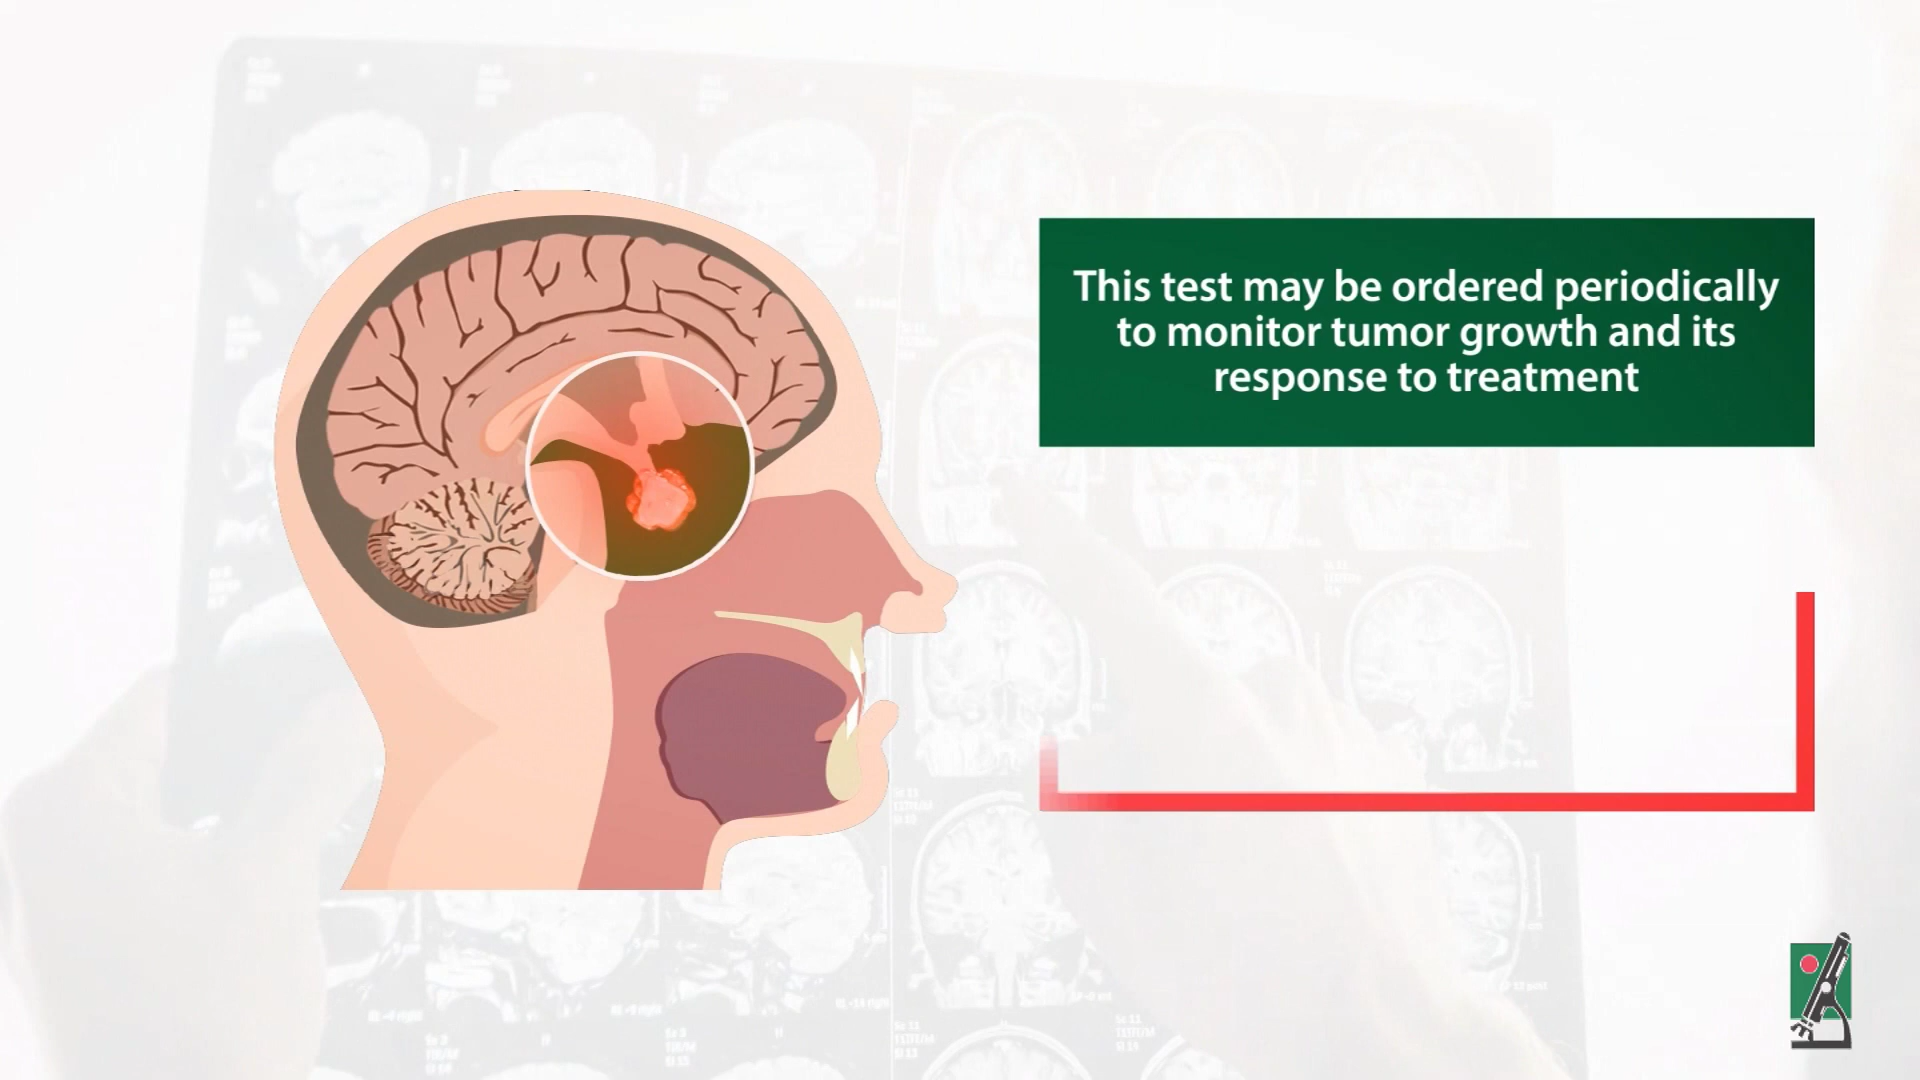 This test may be ordered periodically
to monitor tumor growth and its
response to treatment